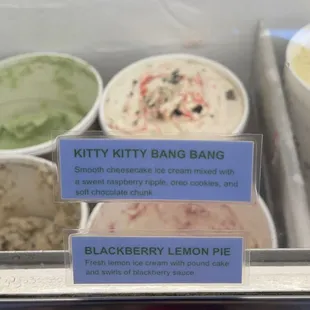 KITTY KITTY BANG BANG
Smooth cheesecake ice cream mixed with
a sweet raspberry ripple, oreo cookies, and
soft chocolate chunk
BLACKBERRY LEMON PIE
Fresh lemon ice cream with pound cake
and swirls of blackberry sauce